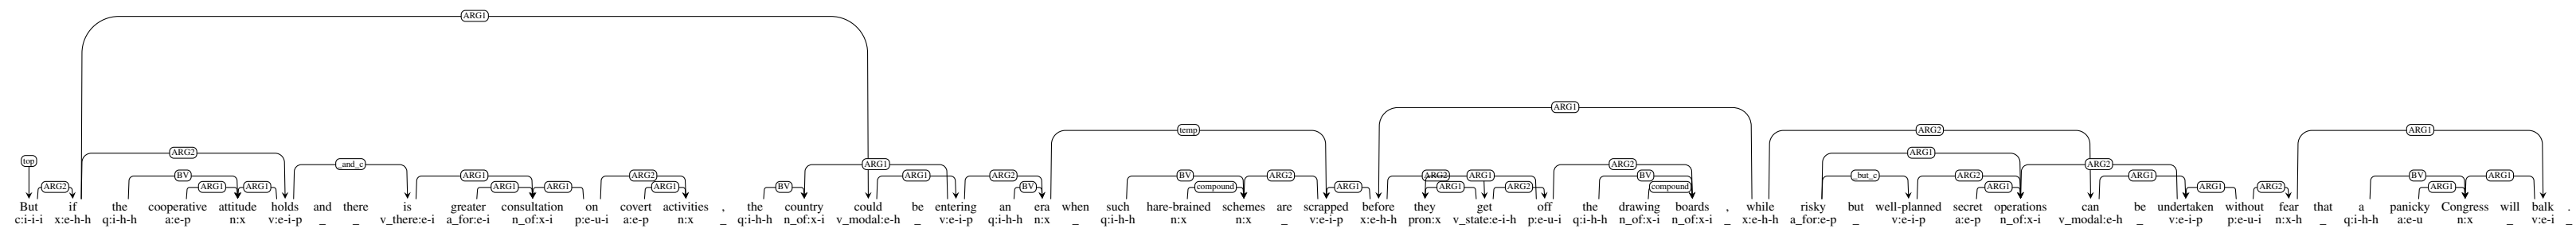 ARG1
ARG1
temp
ARG2 ARG1
ARG2 ARG1
top _and_c ARG1 ARG2 ARG2
BV ARG1 ARG2 ARG1 ARG2 BV ARG2 ARG2 ARG1 BV _but_c ARG2 ARG1 BV ARG1
ARG2 ARG1 ARG1 ARG1 ARG1 ARG1 BV BV compound ARG1 ARG1 ARG2 compound ARG1 ARG1 ARG2 ARG1
But if the cooperative attitude holds and there is greater consultation on covert activities , the country could be entering an era when such hare-brained schemes are scrapped before they get off the drawing boards , while risky but well-planned secret operations can be undertaken without fear that a panicky Congress will balk .
c:i-i-i x:e-h-h q:i-h-h a:e-p n:x v:e-i-p _ _ v_there:e-i a_for:e-i n_of:x-i p:e-u-i a:e-p n:x _ q:i-h-h n_of:x-i v_modal:e-h _ v:e-i-p q:i-h-h n:x _ q:i-h-h n:x n:x _ v:e-i-p x:e-h-h pron:x v_state:e-i-h p:e-u-i q:i-h-h n_of:x-i n_of:x-i _ x:e-h-h a_for:e-p _ v:e-i-p a:e-p n_of:x-i v_modal:e-h _ v:e-i-p p:e-u-i n:x-h _ q:i-h-h a:e-u n:x _ v:e-i _